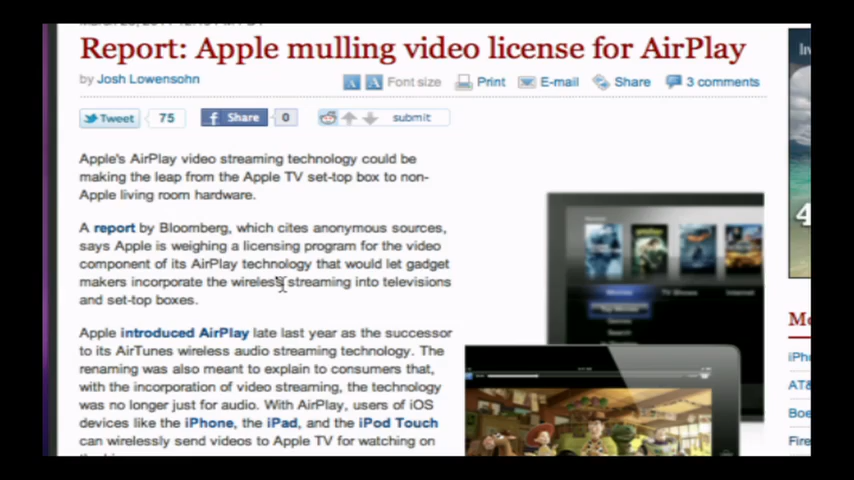 Report: Apple mulling video license for AirPlay
by Josh Lowensohn
Font size Print E-mail Share 3 comments
Tweet 75 Share 0 submit
Apple's AirPlay video streaming technology could be
making the leap from the Apple TV set-top box to non-
Apple living room hardware.
A report by Bloomberg, which cites anonymous sources,
says Apple is weighing a licensing program for the video
component of its AirPlay technology that would let gadget
makers incorporate the wireless streaming into televisions
and set-top boxes.
Apple introduced AirPlay late last year as the successor
to its AirTunes wireless audio streaming technology. The
renaming was also meant to explain to consumers that,
with the incorporation of video streaming, the technology
was no longer just for audio. With AirPlay, users of iOS
devices like the iPhone, the iPad, and the iPod Touch
can wirelessly send videos to Apple TV for watching on
Movies TV Shows Internet